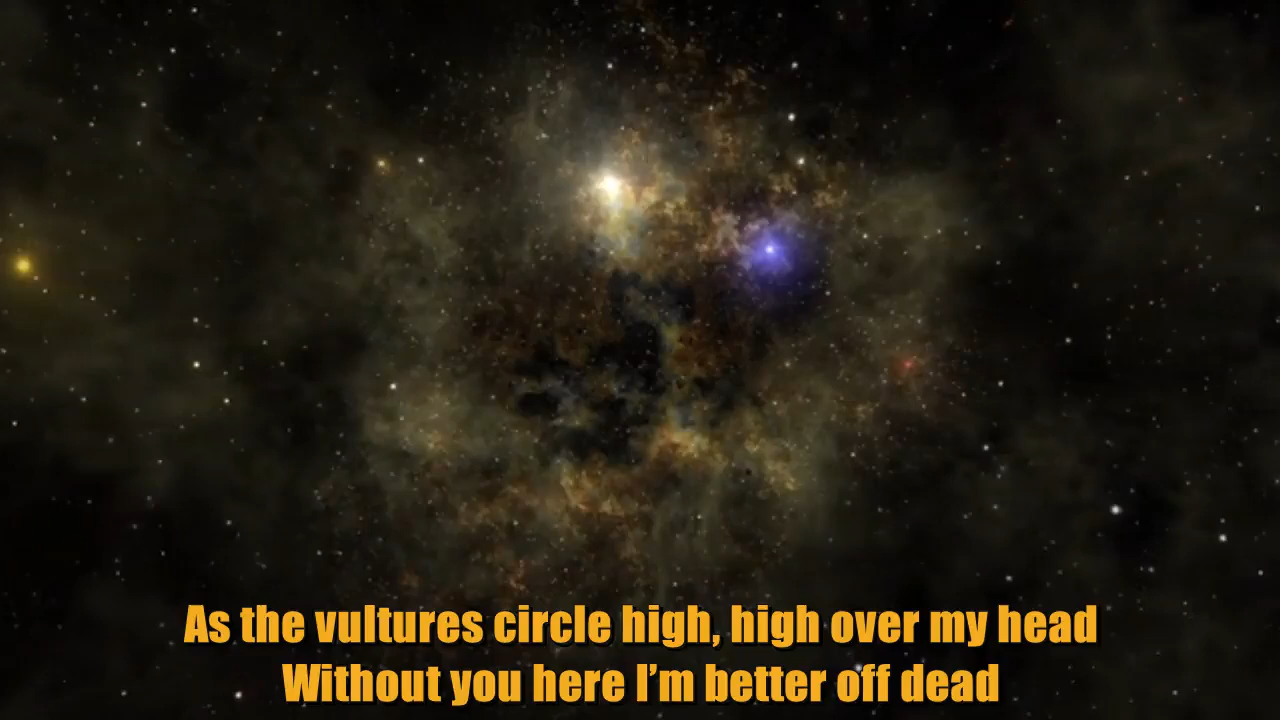 As the vultures circle high, high over my head
Without you here I’m better off dead